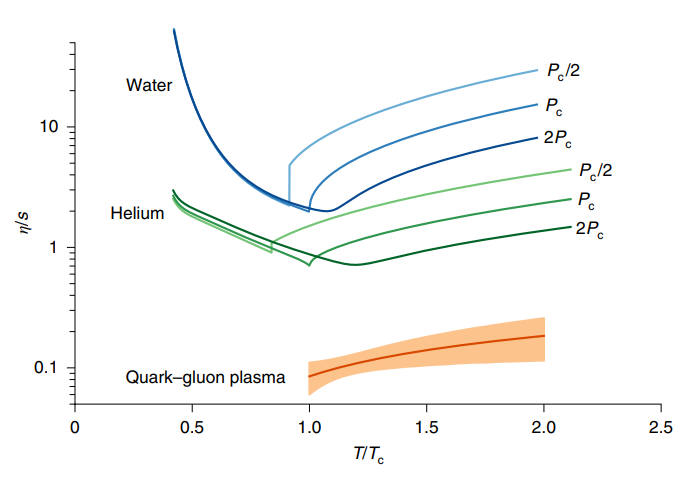 Water
P_c/2
P_c
2P_c
10
P_c/2
Helium
P_c
2P_c
η/s
1
0.1
Quark–gluon plasma
0
0.5
1.0
1.5
2.0
2.5
T/T_c